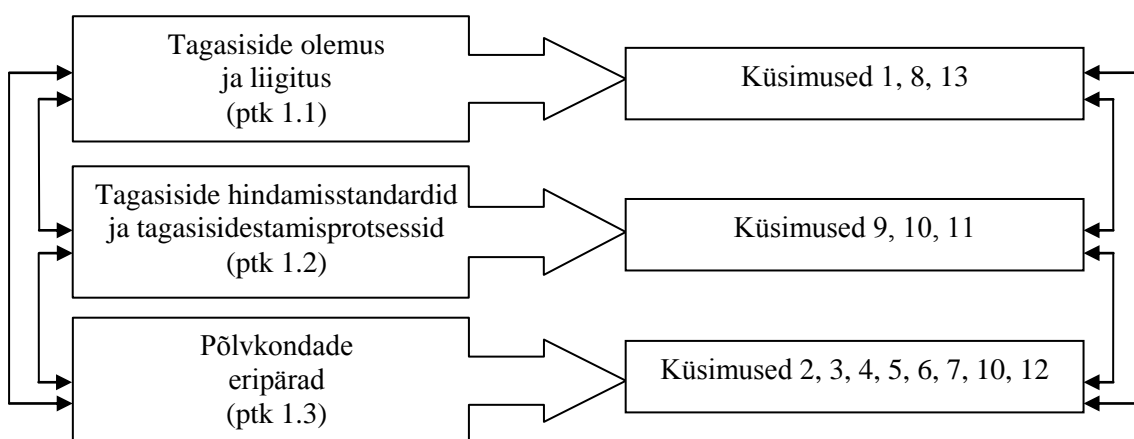 Tagasiside olemus
ja liigitus
(ptk 1.1)
Küsimused 1, 8, 13
Tagasiside hindamisstandardid
ja tagasisidestamisprotsessid
(ptk 1.2)
Küsimused 9, 10, 11
Põlvkondade
eripärad
(ptk 1.3)
Küsimused 2, 3, 4, 5, 6, 7, 10, 12